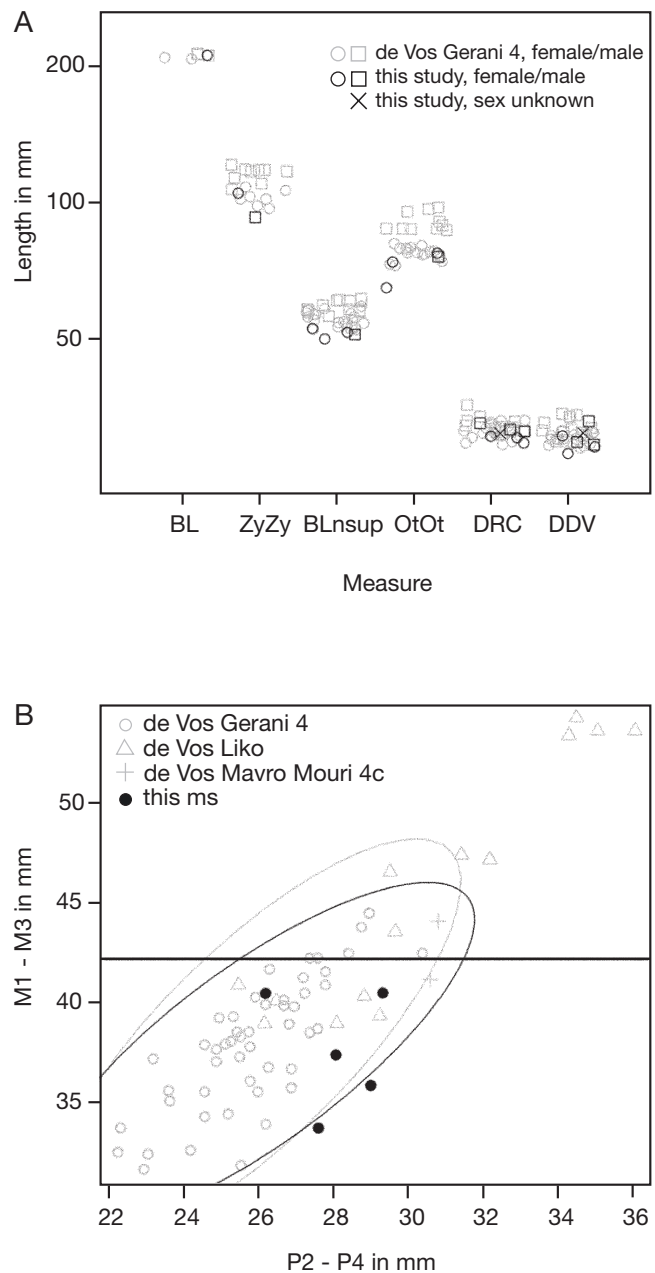 A
200
100
50
Length in mm
de Vos Gerani 4, female/male
this study, female/male
this study, sex unknown
BL ZyZy BLnsup OtOt DRC DDV
Measure
B
de Vos Gerani 4
de Vos Liko
de Vos Mavro Mouri 4c
this ms
50
45
40
35
M1 - M3 in mm
22 24 26 28 30 32 34 36
P2 - P4 in mm